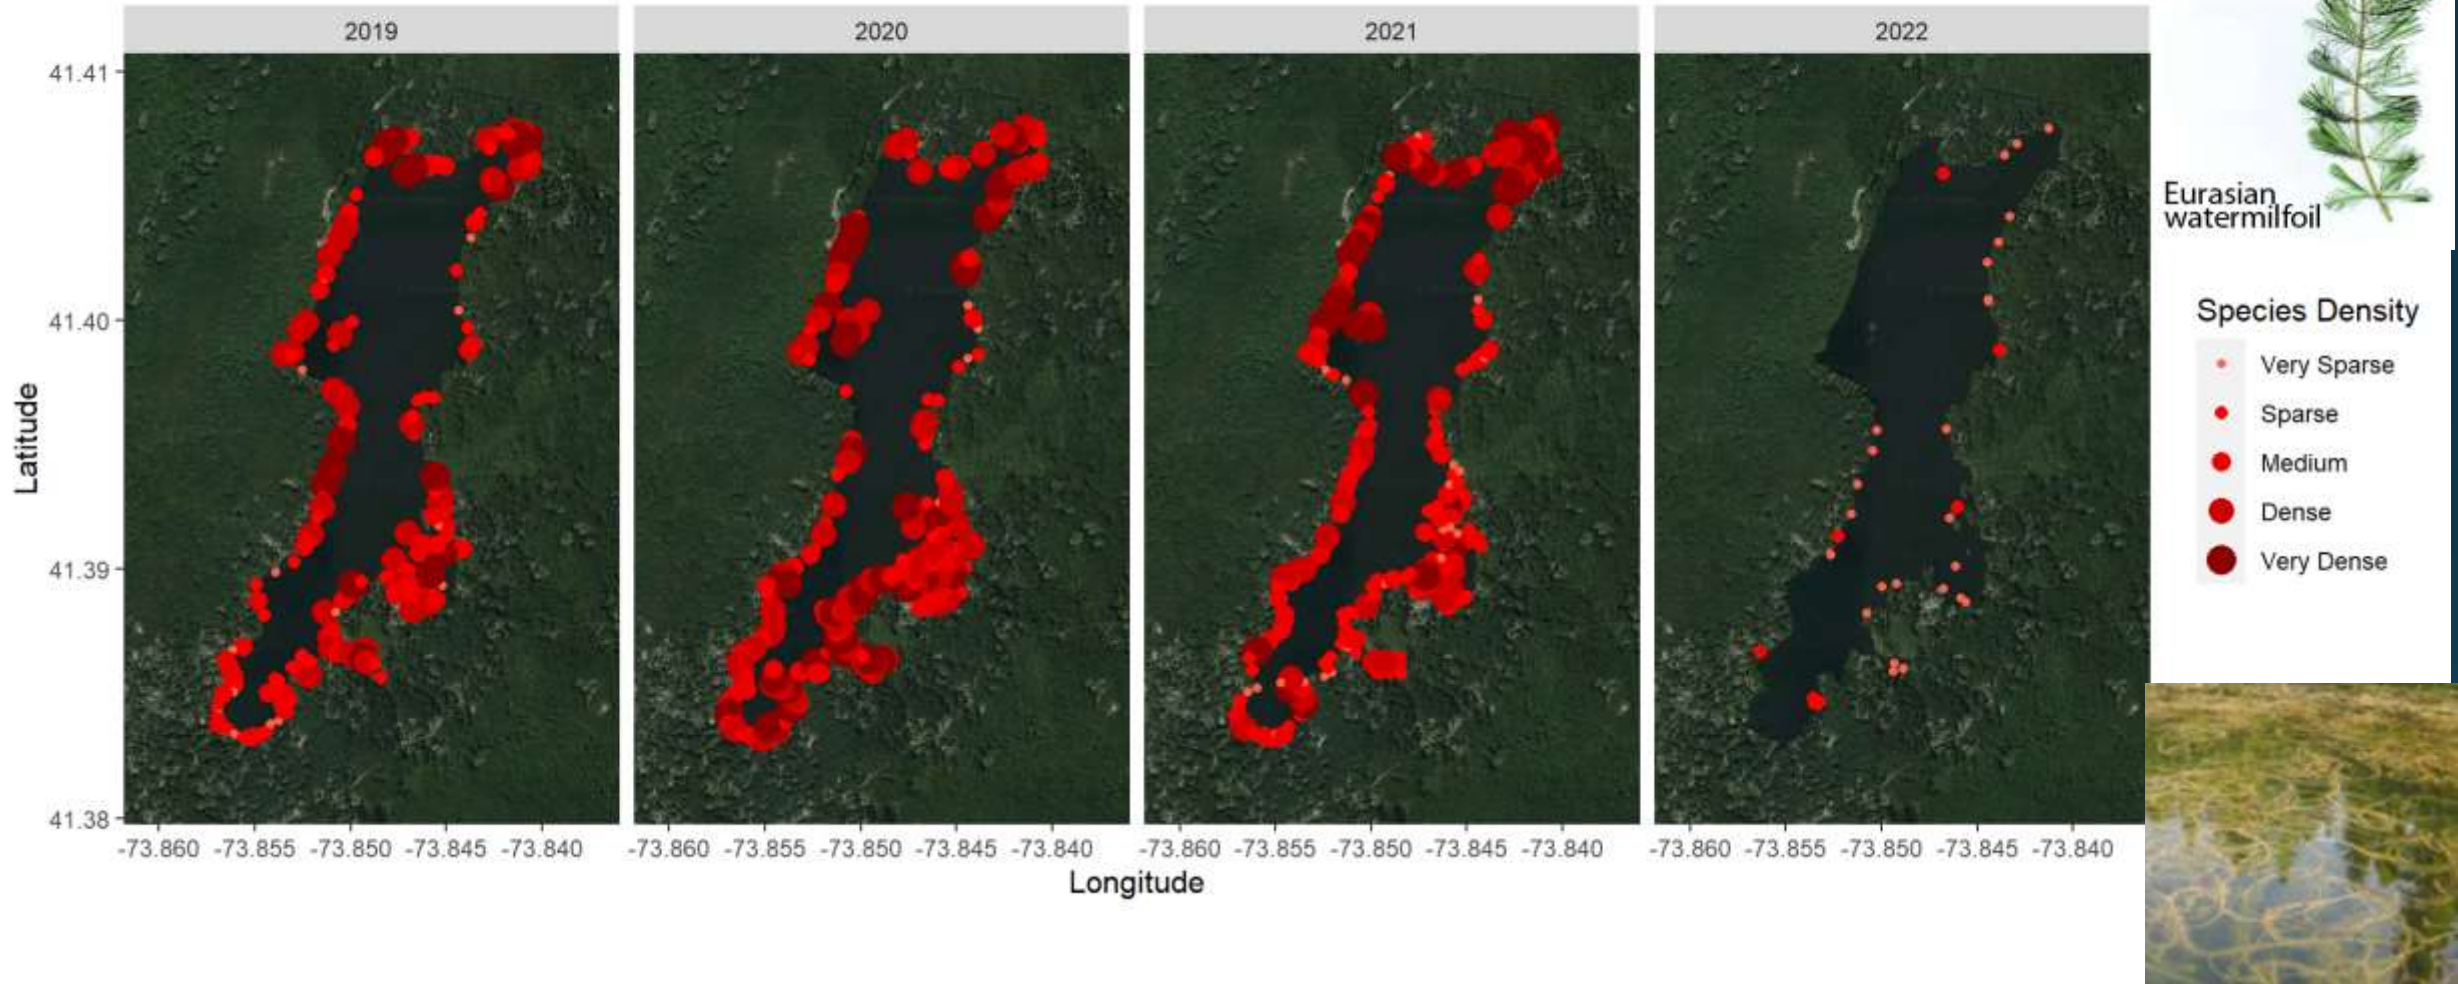 2019
2020
2021
2022
41.41
41.40
41.39
41.38
Latitude
-73.860 -73.855 -73.850 -73.845 -73.840
-73.860 -73.855 -73.850 -73.845 -73.840
-73.860 -73.855 -73.850 -73.845 -73.840
-73.860 -73.855 -73.850 -73.845 -73.840
Longitude
Eurasian
watermilfoil
Species Density
Very Sparse
Sparse
Medium
Dense
Very Dense